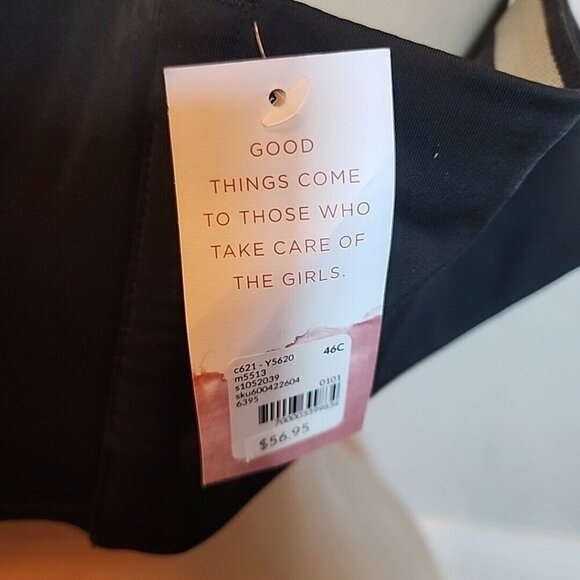 GOOD
THINGS COME
TO THOSE WHO
TAKE CARE OF
THE GIRLS.
c621 - Y5620 46C
m5513
s1052039
sku600422604 0101
6395
700003399834
$56.95